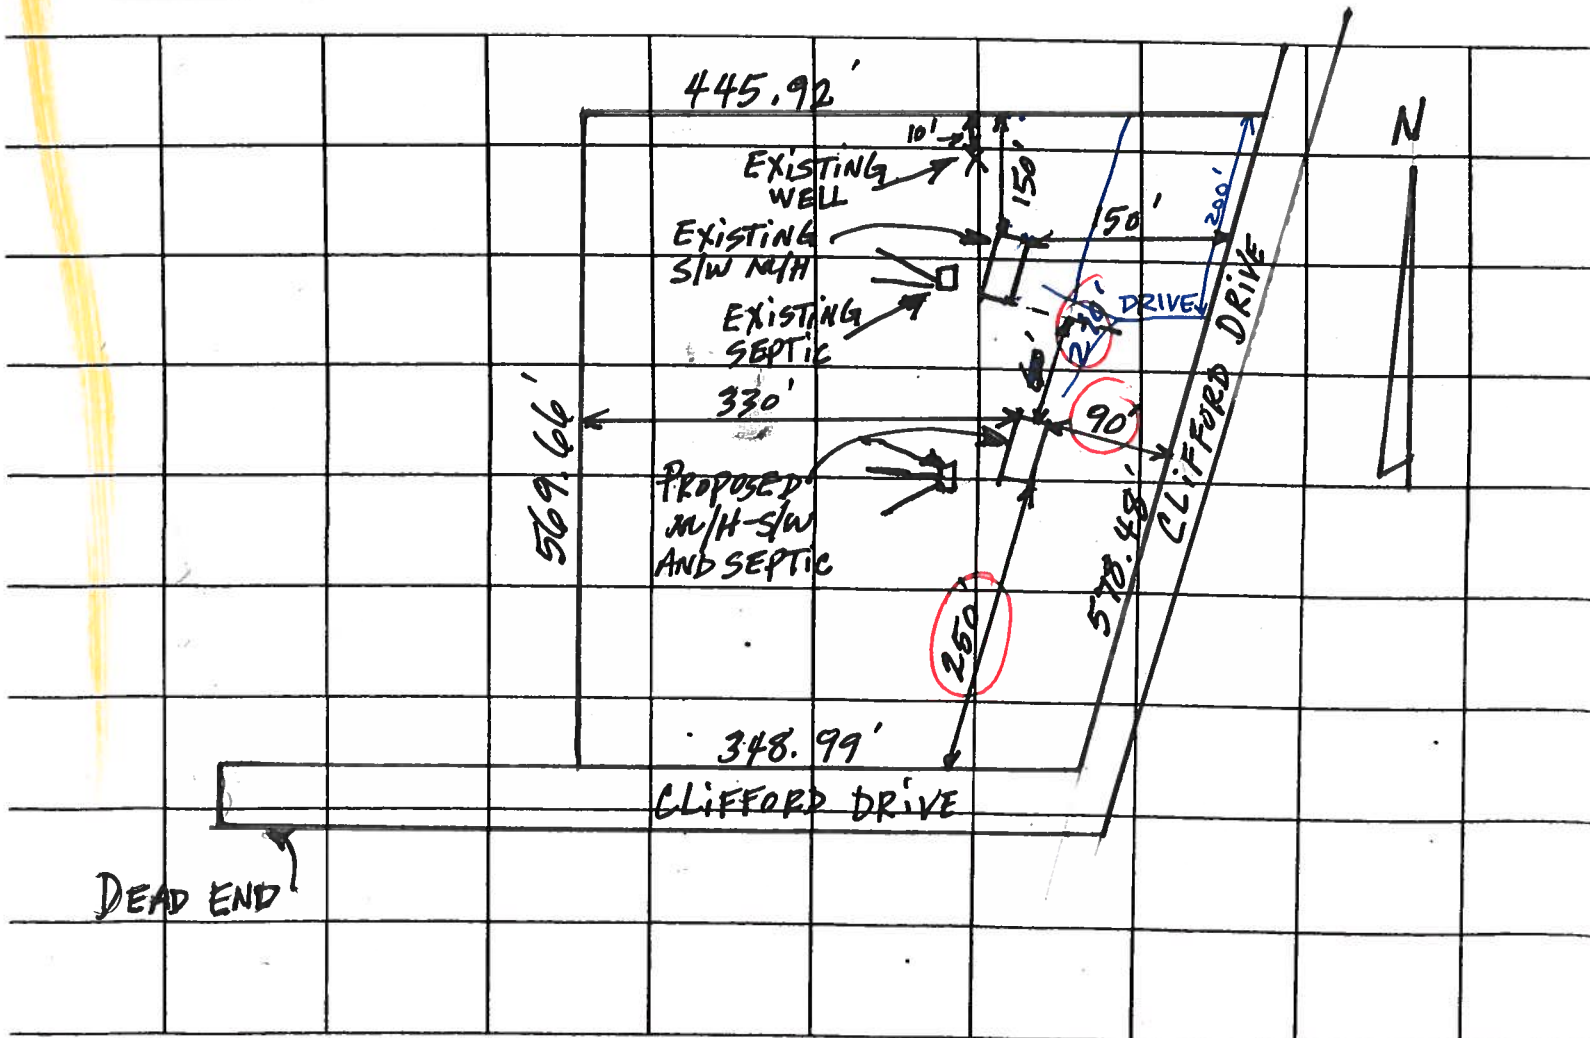 445.92'
N
10'
EXISTING
WELL
150'
200'
150'
EXISTING
S/W M/H
EXISTING
SEPTIC
DRIVE
CLIFFORD DRIVE
330'
90'
569.66'
PROPOSED
M/H-S/W
AND SEPTIC
578.48'
250'
348.99'
CLIFFORD DRIVE
DEAD END